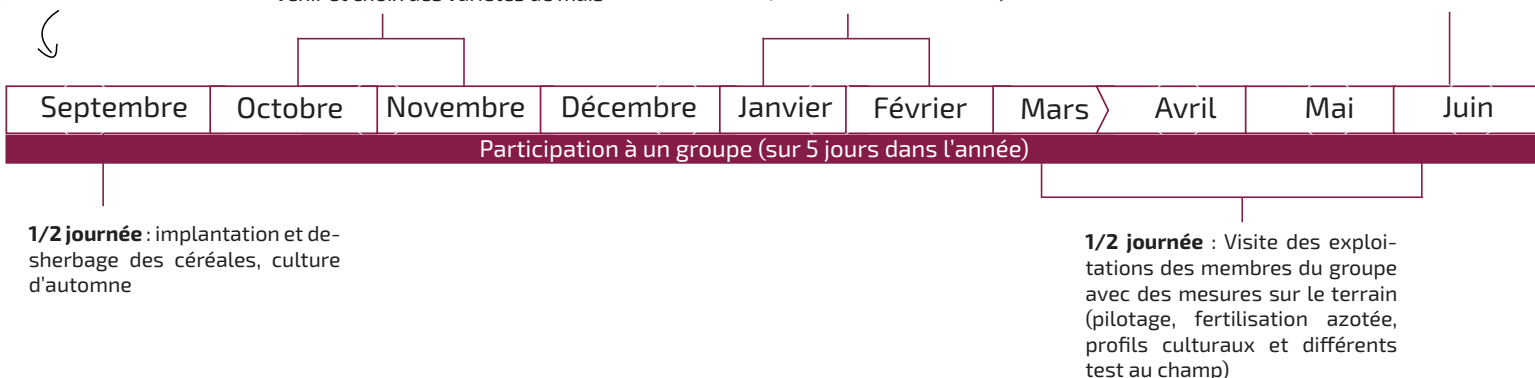 Septembre Octobre Novembre Décembre Janvier Février Mars Avril Mai Juin
Participation à un groupe (sur 5 jours dans l'année)
1/2 journée : implantation et de-
sherbage des céréales, culture
d'automne
1/2 journée : Visite des exploi-
tations des membres du groupe
avec des mesures sur le terrain
(pilotage, fertilisation azotée,
profils culturaux et différents
test au champ)